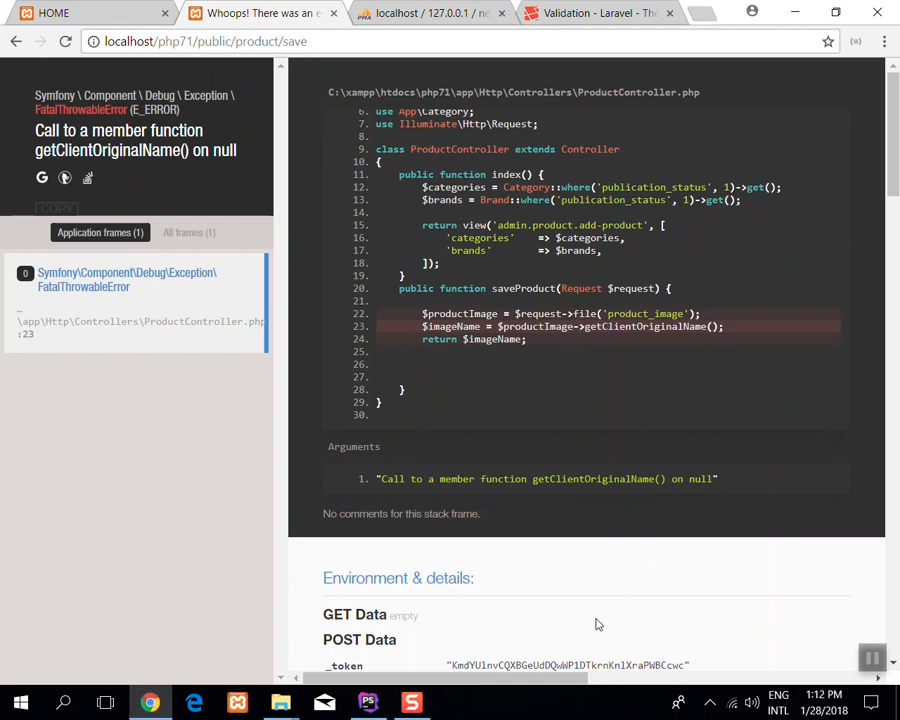 HOME
Whoops! There was an e
localhost / 127.0.0.1 / ne
Validation - Laravel - The
localhost/php71/public/product/save
Symfony \ Component \ Debug \ Exception \
FatalThrowableError (E_ERROR)
Call to a member function
getClientOriginalName() on null
COPY
Application frames (1)
All frames (1)
0
Symfony\Component\Debug\Exception\
FatalThrowableError
…
\app\Http\Controllers\ProductController.php
:23
C:\xampp\htdocs\php71\app\Http\Controllers\ProductController.php
6. use App\Category;
7. use Illuminate\Http\Request;
8.
9. class ProductController extends Controller
10. {
11. public function index() {
12. $categories = Category::where('publication_status', 1)->get();
13. $brands = Brand::where('publication_status', 1)->get();
14.
15. return view('admin.product.add-product', [
16. 'categories' => $categories,
17. 'brands' => $brands,
18. ]);
19. }
20. public function saveProduct(Request $request) {
21.
22. $productImage = $request->file('product_image');
23. $imageName = $productImage->getClientOriginalName();
24. return $imageName;
25.
26.
27.
28. }
29. }
30.
Arguments
1. "Call to a member function getClientOriginalName() on null"
No comments for this stack frame.
Environment & details:
GET Data empty
POST Data
_token "KmdYUlnvCQXBGeUdDQwWP1DTkrnKnlXraPWBCcwc"
ENG
INTL
1:12 PM
1/28/2018